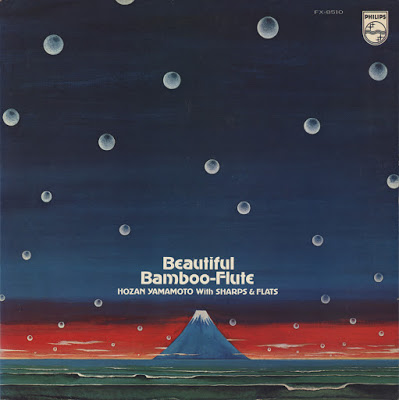 FX-8510
PHILIPS
Beautiful
Bamboo-Flute
HOZAN YAMAMOTO With SHARPS & FLATS